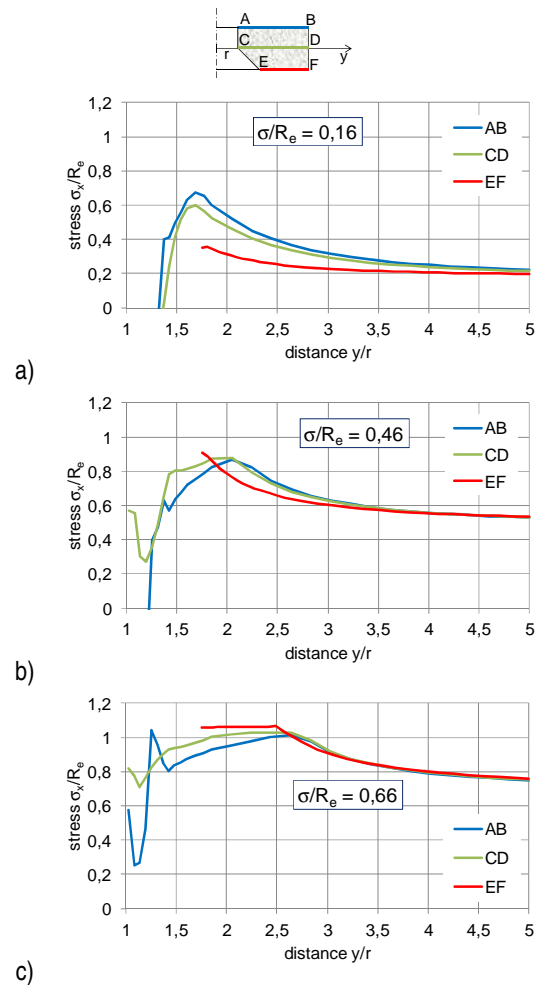 A B
C D
r E F y
1,2
1
0,8
0,6
0,4
0,2
0
stress σx/Re
σ/Re = 0,16
AB
CD
EF
1 1,5 2 2,5 3 3,5 4 4,5 5
distance y/r
a)
1,2
1
0,8
0,6
0,4
0,2
0
stress σx/Re
σ/Re = 0,46
AB
CD
EF
1 1,5 2 2,5 3 3,5 4 4,5 5
distance y/r
b)
1,2
1
0,8
0,6
0,4
0,2
0
stress σx/Re
σ/Re = 0,66
AB
CD
EF
1 1,5 2 2,5 3 3,5 4 4,5 5
distance y/r
c)